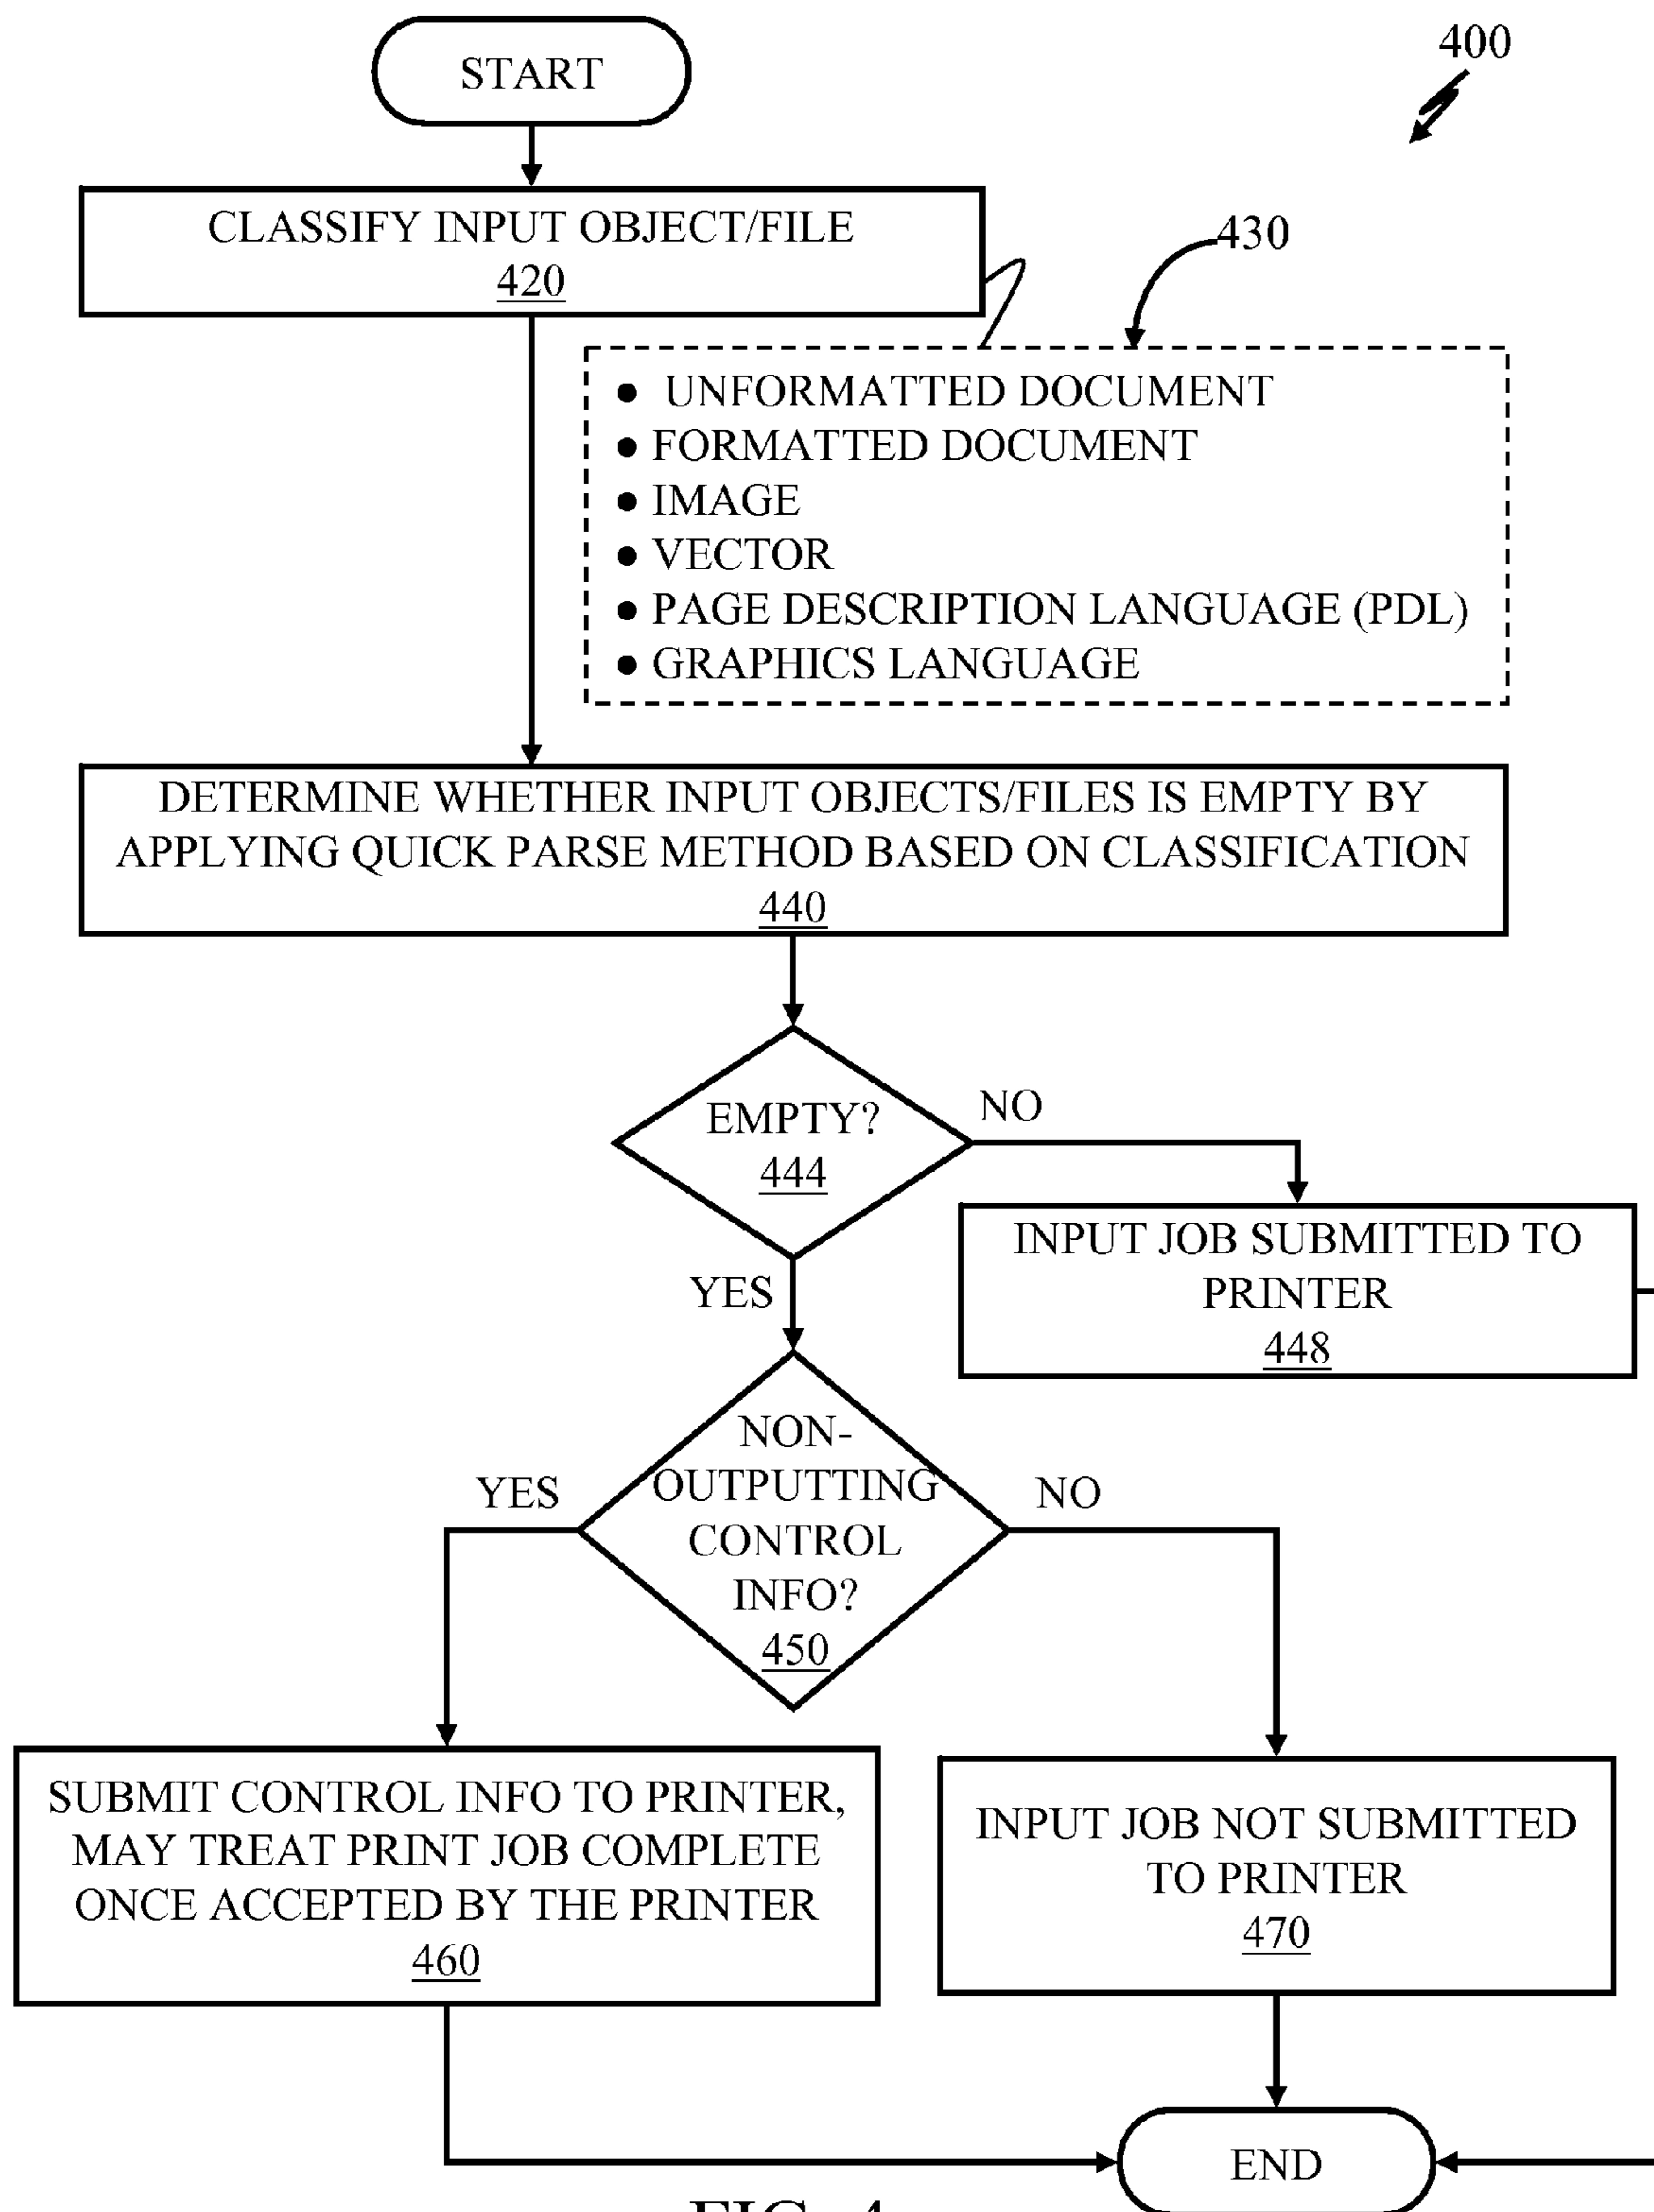 START
400
CLASSIFY INPUT OBJECT/FILE
420
430
● UNFORMATTED DOCUMENT
● FORMATTED DOCUMENT
● IMAGE
● VECTOR
● PAGE DESCRIPTION LANGUAGE (PDL)
● GRAPHICS LANGUAGE
DETERMINE WHETHER INPUT OBJECTS/FILES IS EMPTY BY
APPLYING QUICK PARSE METHOD BASED ON CLASSIFICATION
440
EMPTY?
444
NO
YES
INPUT JOB SUBMITTED TO
PRINTER
448
NON-
OUTPUTTING
CONTROL
INFO?
450
YES
NO
SUBMIT CONTROL INFO TO PRINTER,
MAY TREAT PRINT JOB COMPLETE
ONCE ACCEPTED BY THE PRINTER
460
INPUT JOB NOT SUBMITTED
TO PRINTER
470
END
FIG. 4